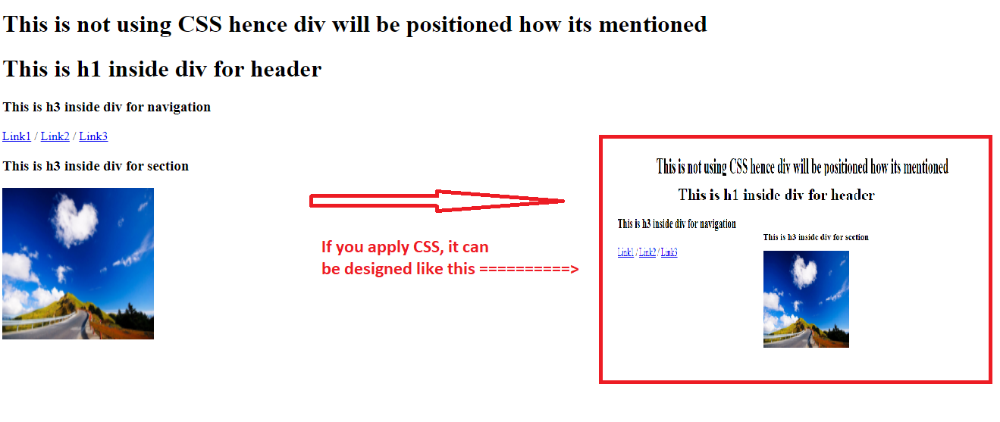 This is not using CSS hence div will be positioned how its mentioned
This is h1 inside div for header
This is h3 inside div for navigation
Link1 / Link2 / Link3
This is h3 inside div for section
If you apply CSS, it can
be designed like this ==========>
This is not using CSS hence div will be positioned how its mentioned
This is h1 inside div for header
This is h3 inside div for navigation
Link1 / Link2 / Link3
This is h3 inside div for section